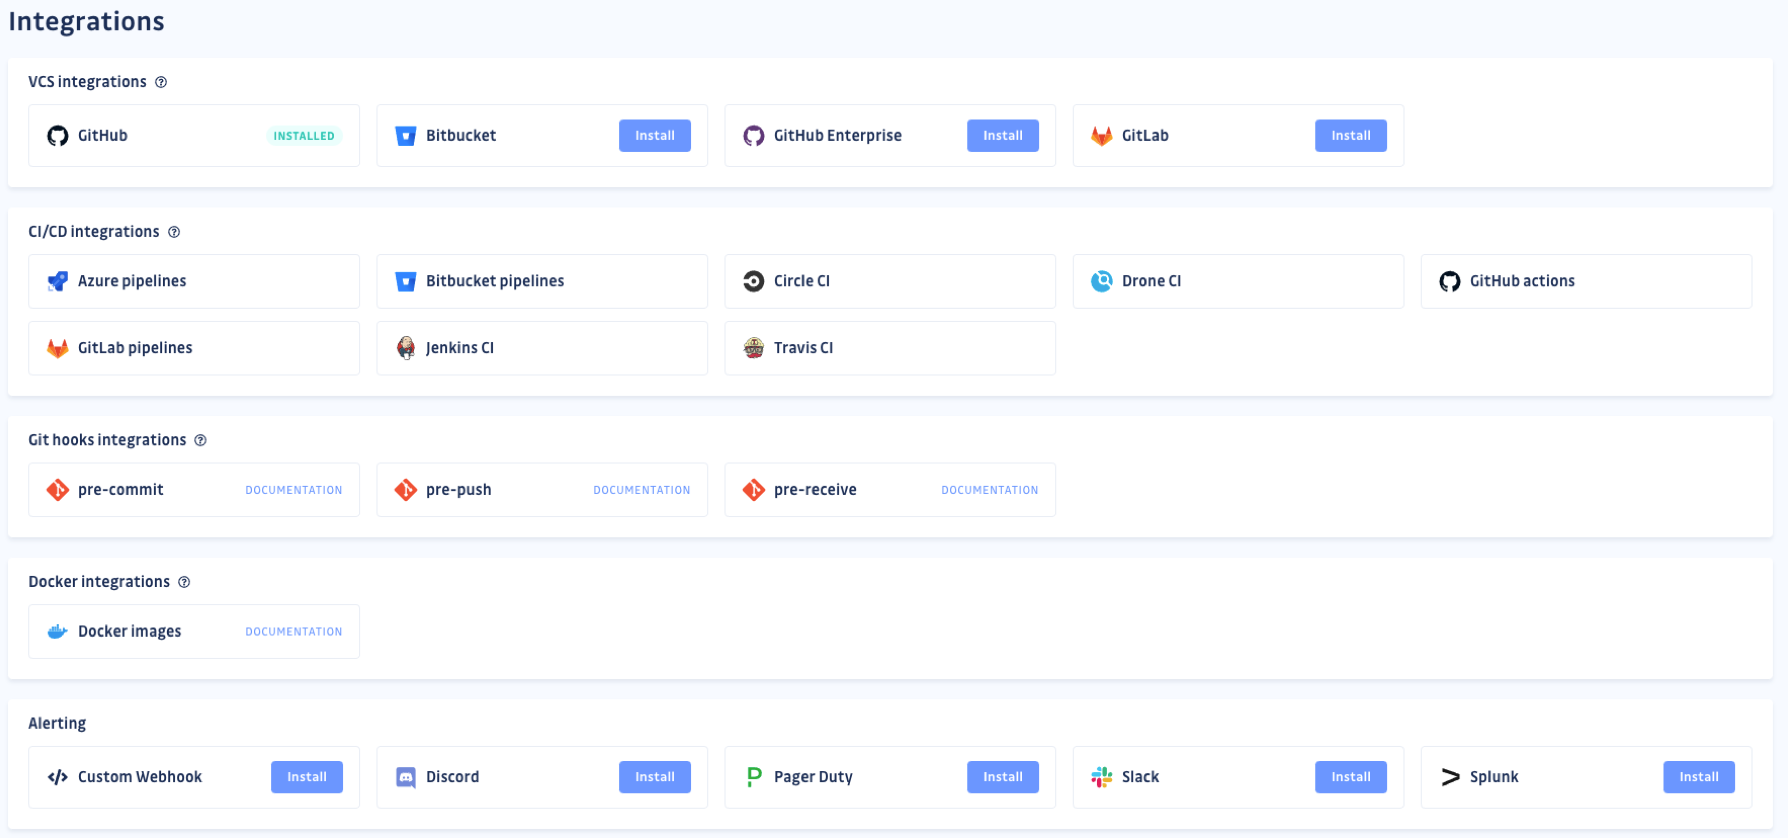 Integrations
VCS integrations
GitHub INSTALLED Bitbucket Install GitHub Enterprise Install GitLab Install
CI/CD integrations
Azure pipelines Bitbucket pipelines Circle CI Drone CI GitHub actions
GitLab pipelines Jenkins CI Travis CI
Git hooks integrations
pre-commit DOCUMENTATION pre-push DOCUMENTATION pre-receive DOCUMENTATION
Docker integrations
Docker images DOCUMENTATION
Alerting
Custom Webhook Install Discord Install Pager Duty Install Slack Install Splunk Install